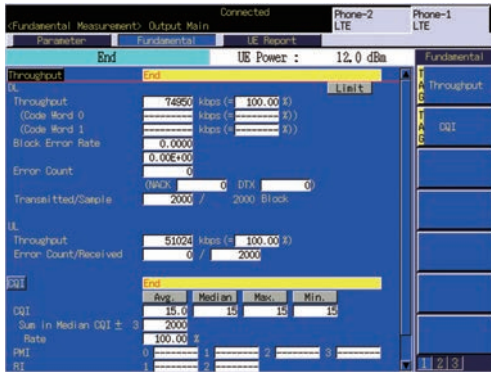 Connected
Phone-2
LTE
Phone-1
LTE
<Fundamental Measurement> Output Main
Parameter Fundamental UE Report
End UE Power : 12.0 dBm Fundamental
Throughput End
DL Limit
Throughput 74950 kbps (= 100.00 %)
(Code Word 0 -------- kbps (= ------ %))
(Code Word 1 -------- kbps (= ------ %))
Block Error Rate 0.0000
0.00E+00
Error Count 0
(NACK 0 DTX 0)
Transmitted/Sample 2000 / 2000 Block
UL
Throughput 51024 kbps (= 100.00 %)
Error Count/Received 0 / 2000
CQI End
Avg. Median Max. Min.
CQI 15.0 15 15 15
Sum in Median CQI ± 3 2000
Rate 100.00 %
PMI 0 ------ 1 ------ 2 ------ 3 ------
RI 1 ------ 2 ------
TAG Throughput
TAG CQI
1 2 3